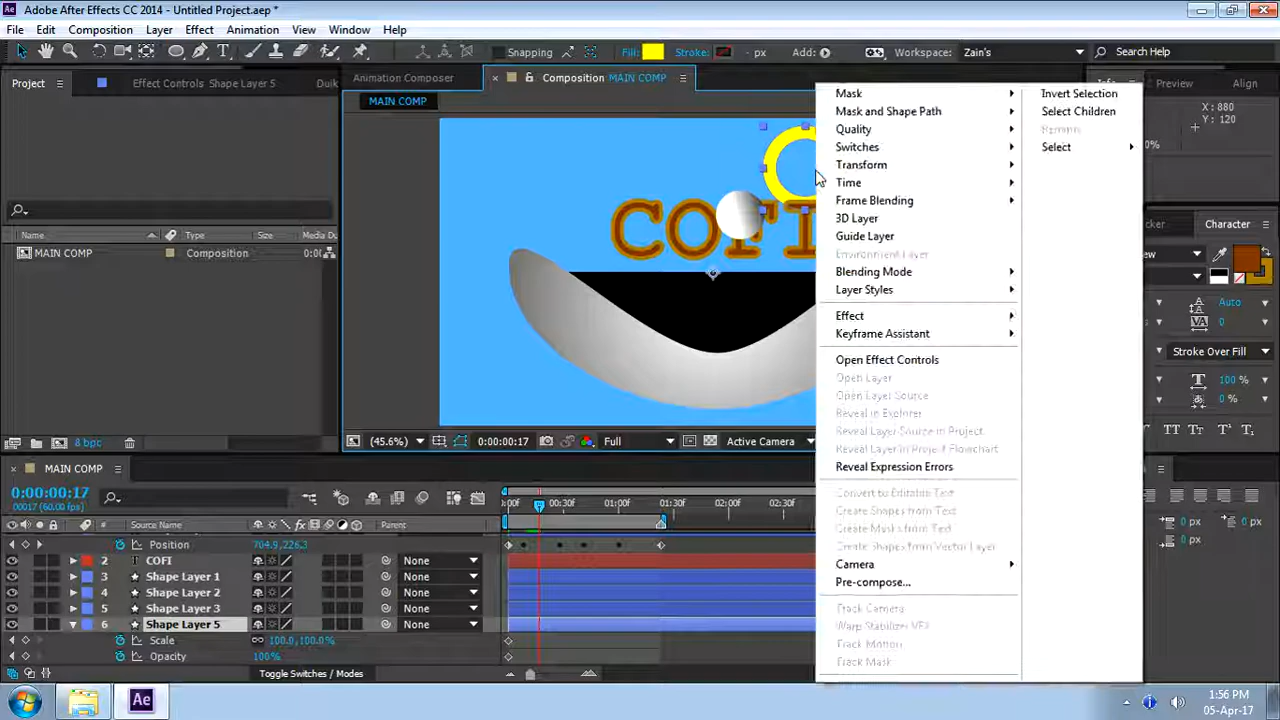 Adobe After Effects CC 2014 - Untitled Project.aep *
File Edit Composition Layer Effect Animation View Window Help
Snapping Fill: Stroke: - px Add: Workspace: Zain's Search Help
Project Effect Controls Shape Layer 5 Duik Animation Composer Composition MAIN COMP Info Preview Align
MAIN COMP
X : 880
Y : 120
Mask Invert Selection
Mask and Shape Path Select Children
Quality Rename
Switches Select
Transform
Time
Frame Blending
3D Layer
Guide Layer
Environment Layer
Blending Mode
Layer Styles
Effect
Keyframe Assistant
Open Effect Controls
Open Layer
Open Layer Source
Reveal in Explorer
Reveal Layer Source in Project
Reveal Layer in Project Flowchart
Reveal Expression Errors
Convert to Editable Text
Create Shapes from Text
Create Masks from Text
Create Shapes from Vector Layer
Camera
Pre-compose...
Track Camera
Warp Stabilizer VFX
Track Motion
Track Mask
COFI
Character
Auto
0
Stroke Over Fill
100 %
0 %
TT TT T¹ T₁
Name Type Size
MAIN COMP Composition
8 bpc
(45.6%) 0:00:00:17 Full Active Camera
MAIN COMP
0:00:00:17
00017 (60.00 fps)
:00f 00:30f 01:00f 01:30f 02:00f 02:30f
# Source Name Parent
Position 704.9,226.3
2 T COFI None
3 Shape Layer 1 None
4 Shape Layer 2 None
5 Shape Layer 3 None
6 Shape Layer 5 None
Scale 100.0,100.0%
Opacity 100%
Toggle Switches / Modes
0 px 0 px
0 px
Ae
1:56 PM
05-Apr-17